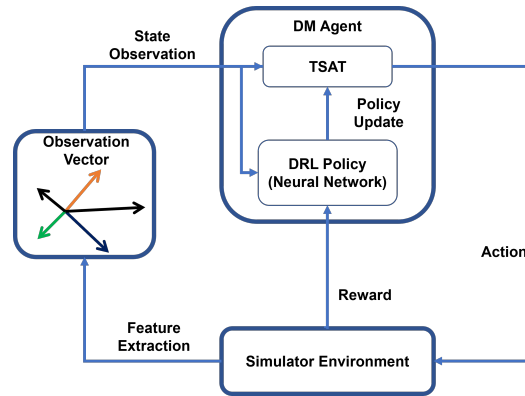 DM Agent
State
Observation
TSAT
Policy
Update
Observation
Vector
DRL Policy
(Neural Network)
Action
Reward
Feature
Extraction
Simulator Environment